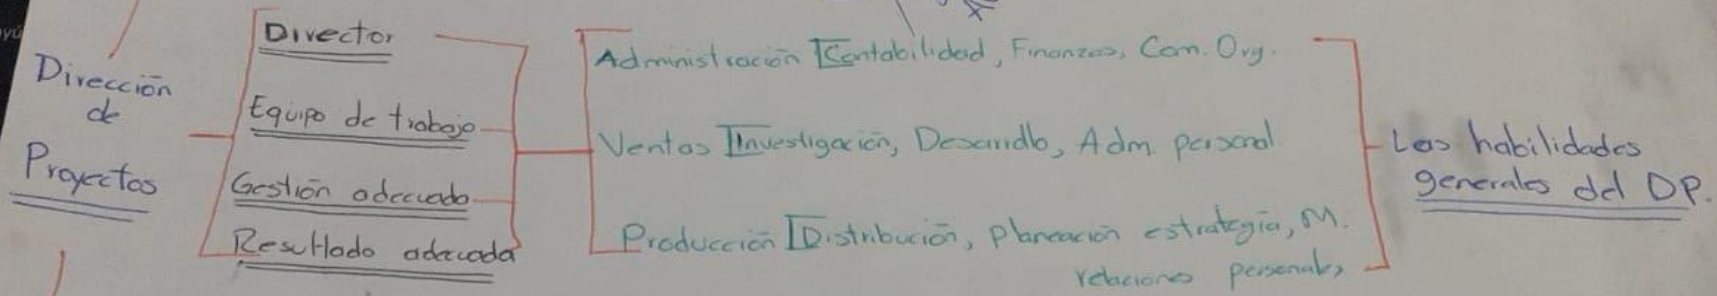 Dirección
de
Proyectos
Director
Equipo de trabajo
Gestión adecuada
Resultado adecuada
Administración Contabilidad, Finanzas, Com. Org.
Ventas Investigación, Desarrollo, Adm. personal
Producción Distribución, planeación estrategia, M.
relaciones personales
Las habilidades
generales del DP.